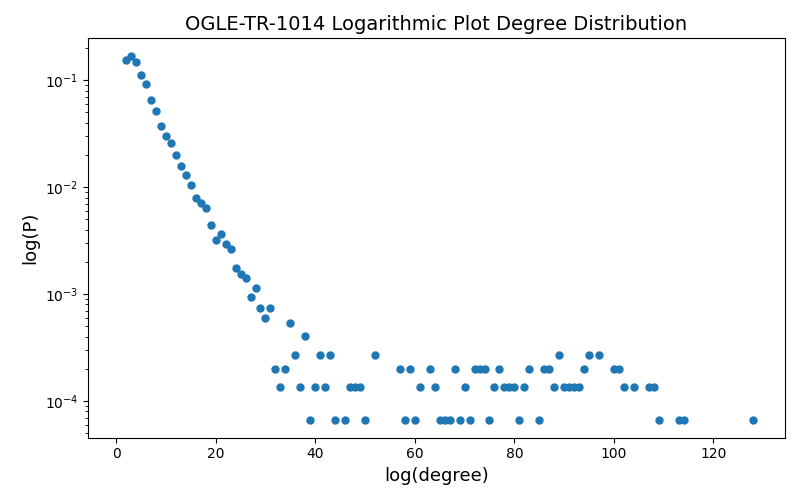 OGLE-TR-1014 Logarithmic Plot Degree Distribution
log(P)
10⁻¹
10⁻²
10⁻³
10⁻⁴
0 20 40 60 80 100 120
log(degree)